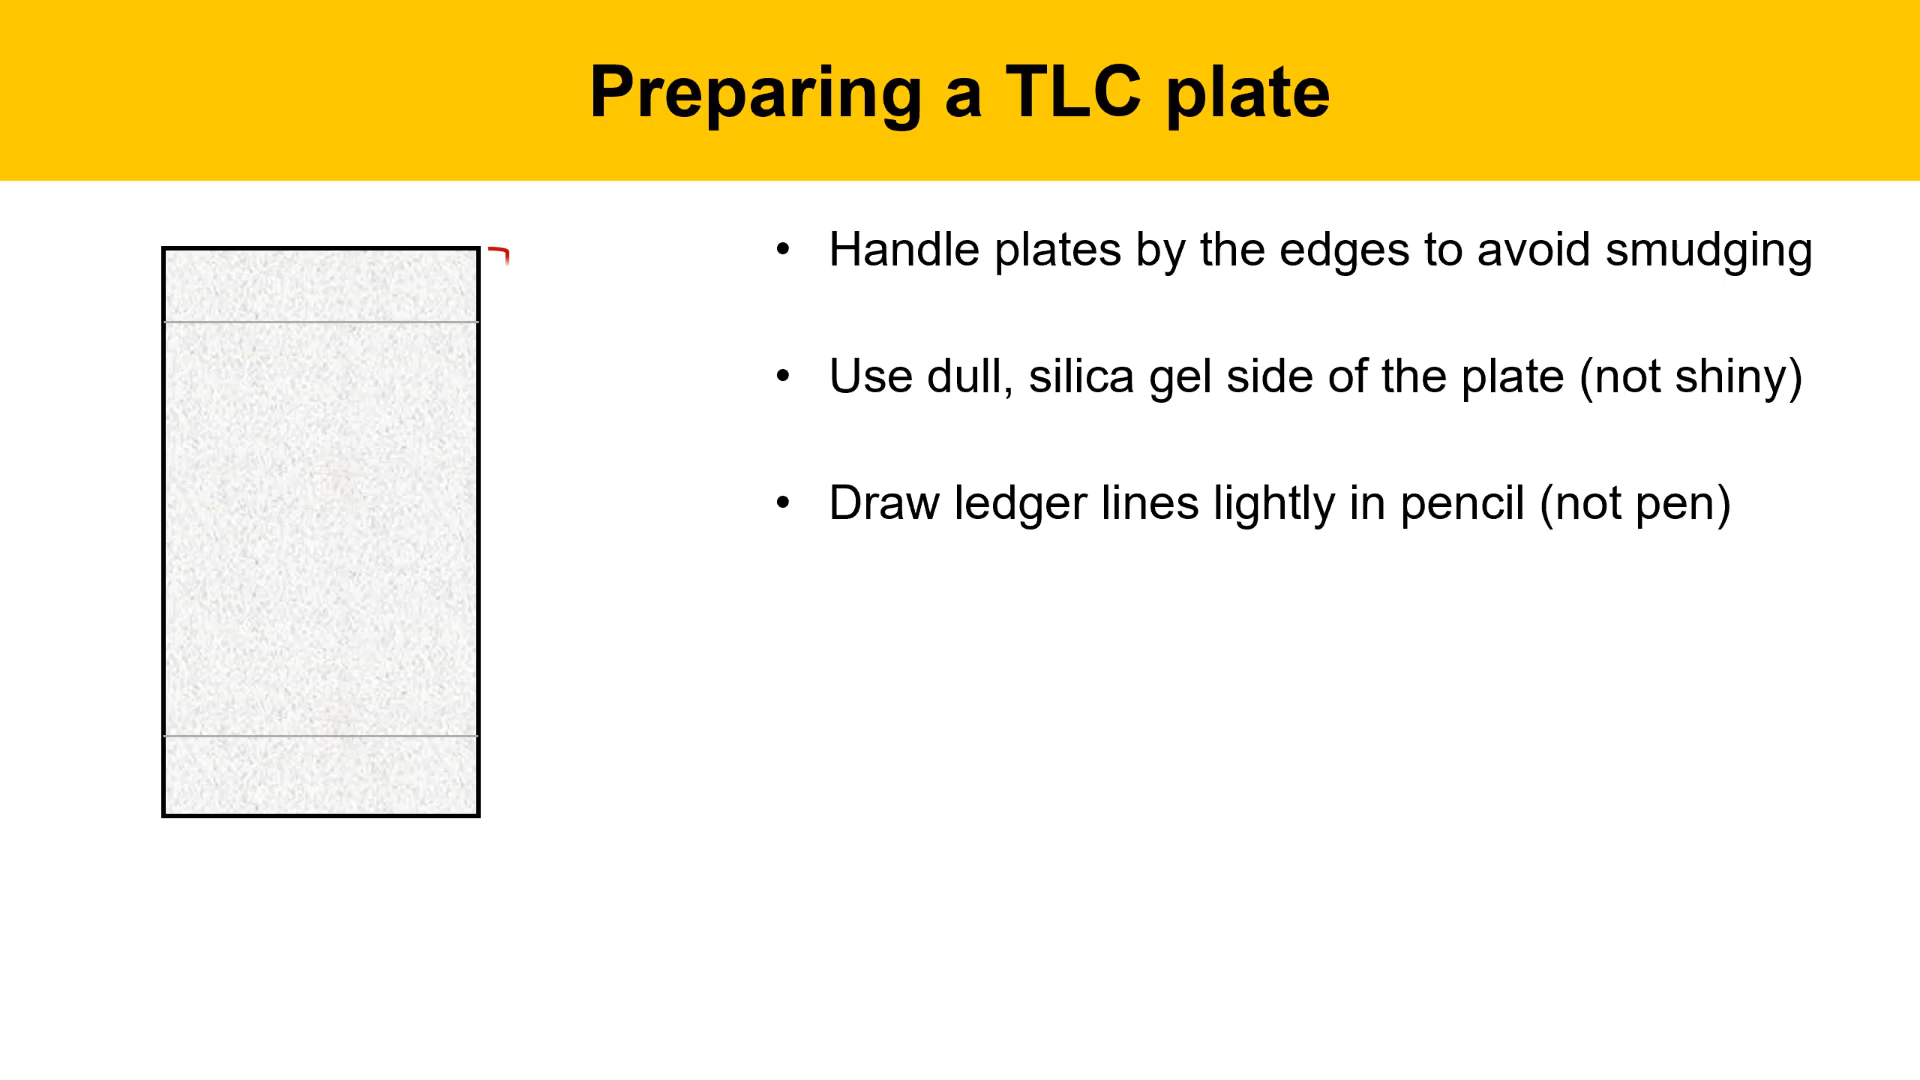 Preparing a TLC plate
• Handle plates by the edges to avoid smudging
• Use dull, silica gel side of the plate (not shiny)
• Draw ledger lines lightly in pencil (not pen)